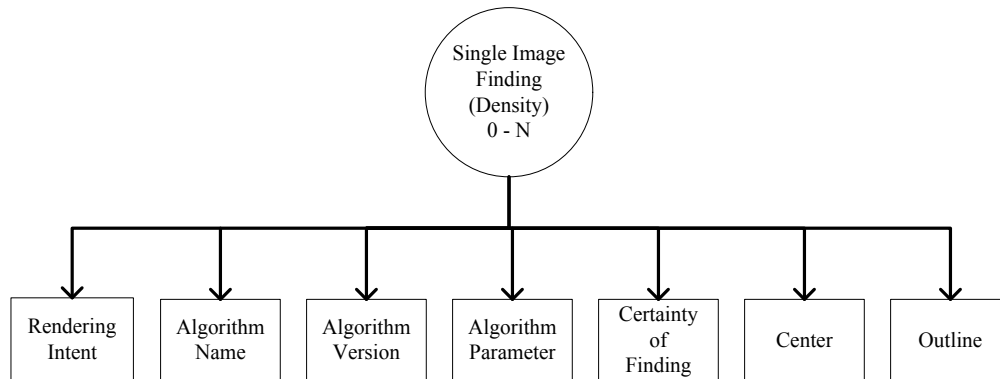 Single Image
Finding
(Density)
0 - N
Rendering
Intent
Algorithm
Name
Algorithm
Version
Algorithm
Parameter
Certainty
of
Finding
Center
Outline